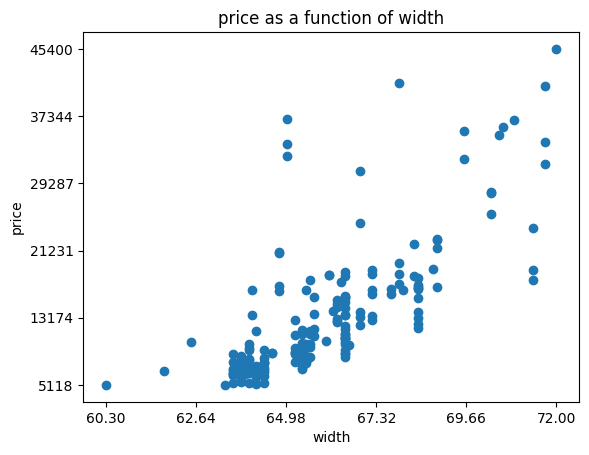 price as a function of width
45400
37344
29287
21231
13174
5118
price
60.30 62.64 64.98 67.32 69.66 72.00
width